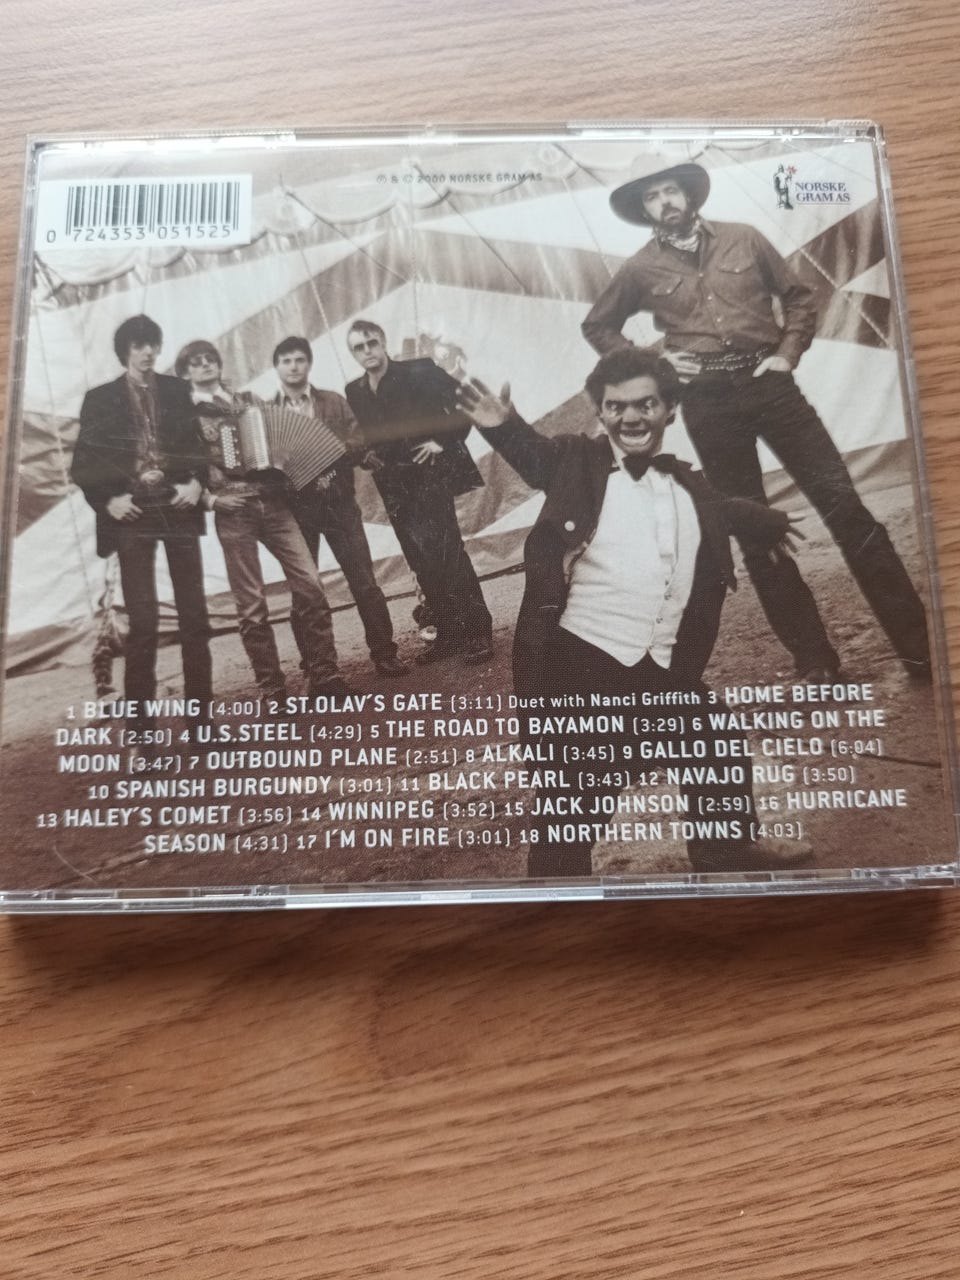 ℗ & © 2000 NORSKE GRAM AS
NORSKE
GRAM AS
0 724353 051525
1 BLUE WING (4:00) 2 ST.OLAV´S GATE (3:11) Duet with Nanci Griffith 3 HOME BEFORE
DARK (2:50) 4 U.S.STEEL (4:29) 5 THE ROAD TO BAYAMON (3:29) 6 WALKING ON THE
MOON (3:47) 7 OUTBOUND PLANE (2:51) 8 ALKALI (3:45) 9 GALLO DEL CIELO (6:04)
10 SPANISH BURGUNDY (3:01) 11 BLACK PEARL (3:43) 12 NAVAJO RUG (3:50)
13 HALEY´S COMET (3:56) 14 WINNIPEG (3:52) 15 JACK JOHNSON (2:59) 16 HURRICANE
SEASON (4:31) 17 I´M ON FIRE (3:01) 18 NORTHERN TOWNS (4:03)